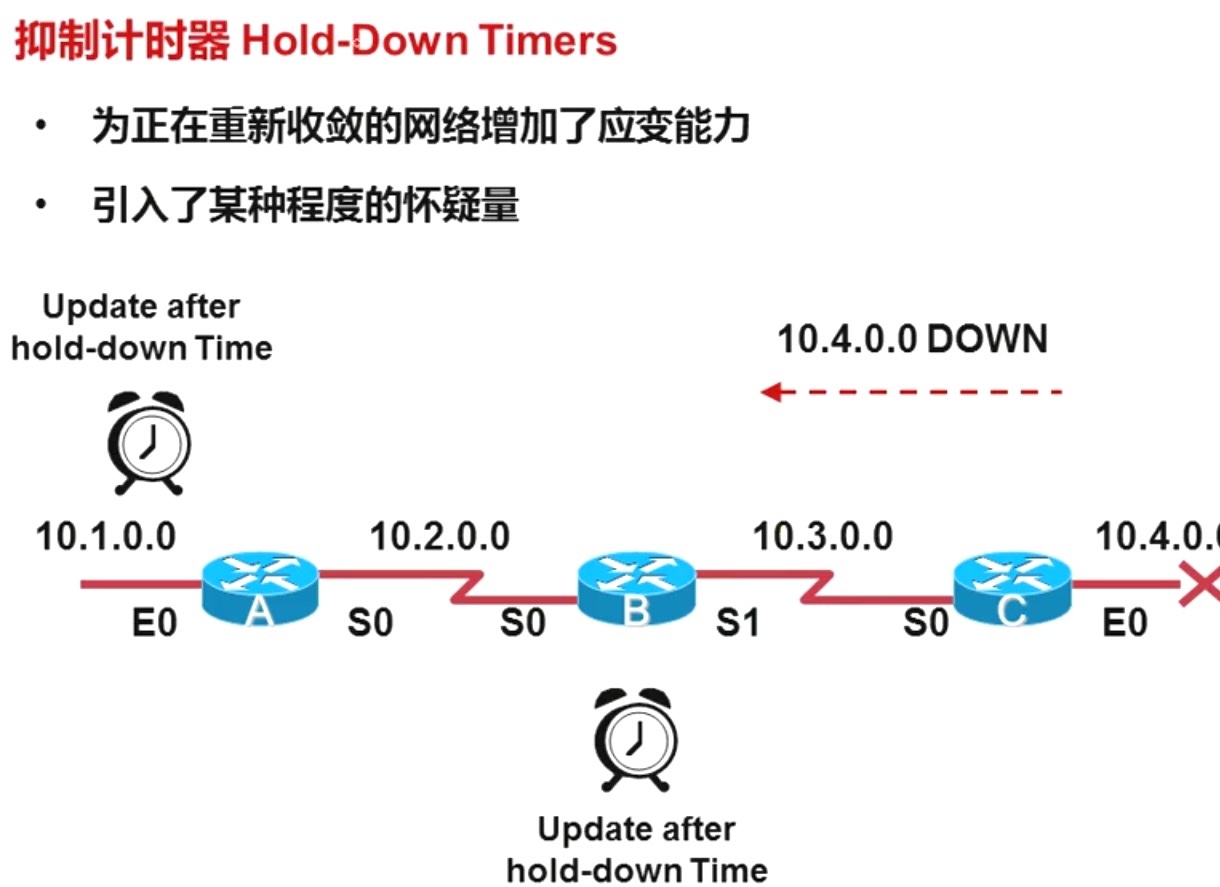 抑制计时器 Hold-Down Timers
• 为正在重新收敛的网络增加了应变能力
• 引入了某种程度的怀疑量
Update after
hold-down Time
10.4.0.0 DOWN
10.1.0.0
10.2.0.0
10.3.0.0
10.4.0.
A
B
C
E0
S0
S0
S1
S0
E0
Update after
hold-down Time